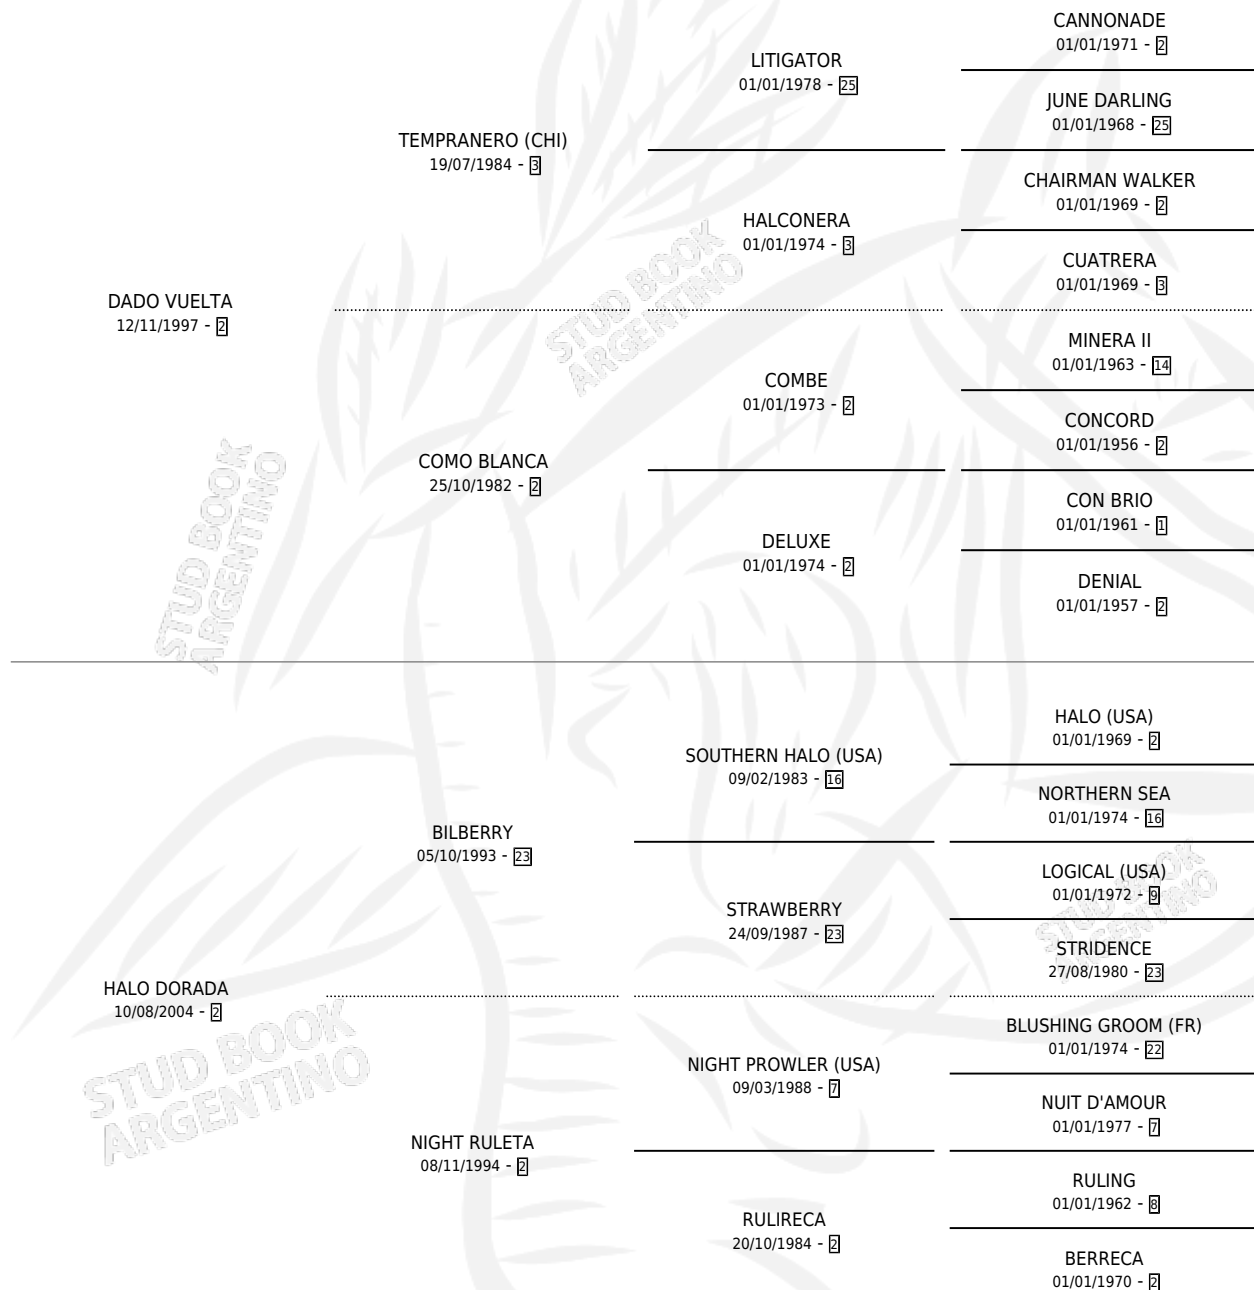 CANNONADE
01/01/1971 - 2
LITIGATOR
01/01/1978 - 25
JUNE DARLING
01/01/1968 - 25
TEMPRANERO (CHI)
19/07/1984 - 3
CHAIRMAN WALKER
01/01/1969 - 2
HALCONERA
01/01/1974 - 3
CUATRERA
01/01/1969 - 3
DADO VUELTA
12/11/1997 - 2
STUD BOOK
ARGENTINO
MINERA II
01/01/1963 - 14
COMBE
01/01/1973 - 2
CONCORD
01/01/1956 - 2
COMO BLANCA
25/10/1982 - 2
CON BRIO
01/01/1961 - 1
DELUXE
01/01/1974 - 2
DENIAL
01/01/1957 - 2
STUD BOOK
ARGENTINO
HALO (USA)
01/01/1969 - 2
SOUTHERN HALO (USA)
09/02/1983 - 16
NORTHERN SEA
01/01/1974 - 16
BILBERRY
05/10/1993 - 23
LOGICAL (USA)
01/01/1972 - 9
STRAWBERRY
24/09/1987 - 23
STRIDENCE
27/08/1980 - 23
STUD BOOK
ARGENTINO
HALO DORADA
10/08/2004 - 2
BLUSHING GROOM (FR)
01/01/1974 - 22
NIGHT PROWLER (USA)
09/03/1988 - 7
NUIT D'AMOUR
01/01/1977 - 7
STUD BOOK
ARGENTINO
NIGHT RULETA
08/11/1994 - 2
RULING
01/01/1962 - 8
RULIRECA
20/10/1984 - 2
BERRECA
01/01/1970 - 2